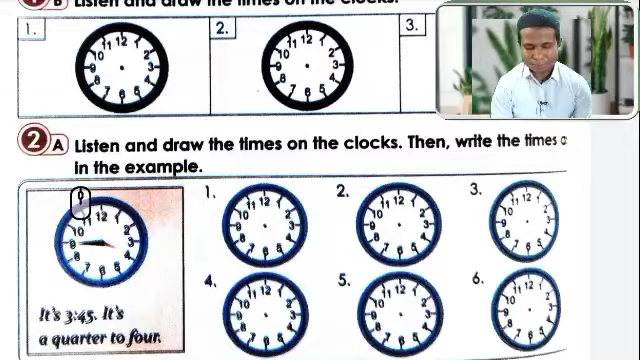 B Listen and draw the times on the clocks.
1.
2.
3.
2 A Listen and draw the times on the clocks. Then, write the times
in the example.
1.
2.
3.
4.
5.
6.
It's 3:45. It's
a quarter to four.